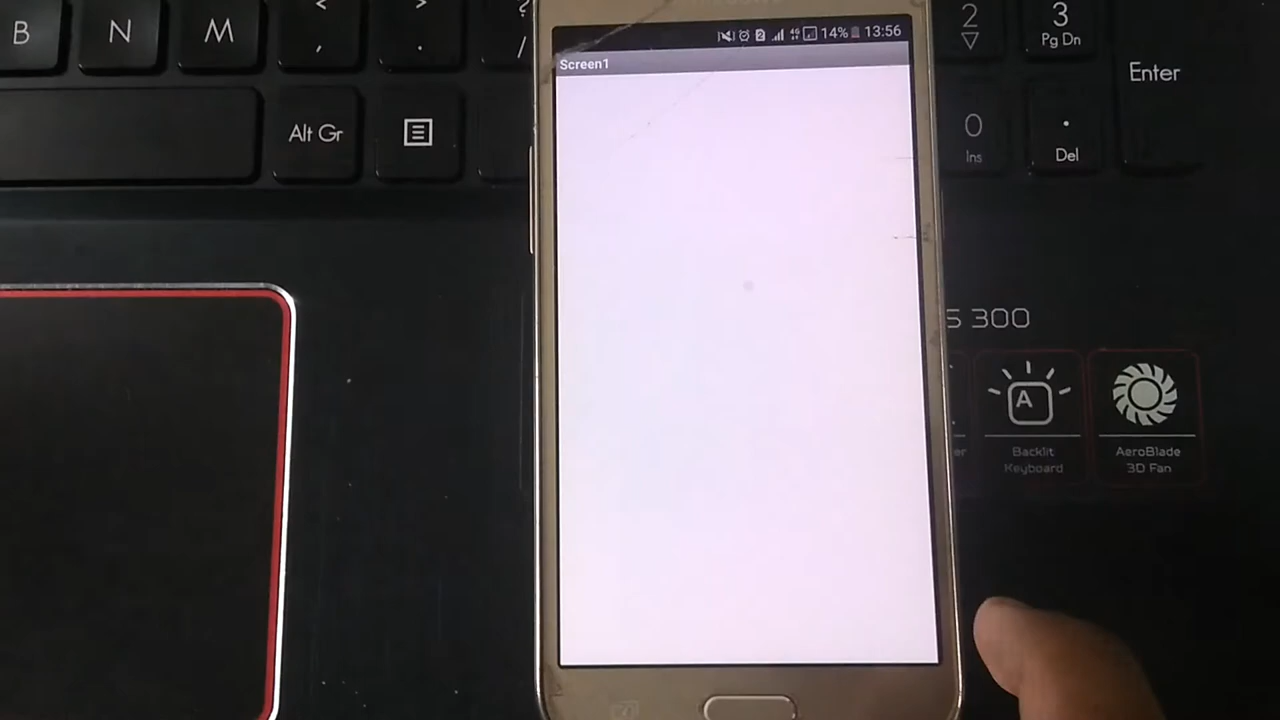 B N M < , > . ? /
2 3 Pg Dn
Enter
Alt Gr
0 Ins . Del
14% 13:56
Screen1
S 300
A
er
Backlit
Keyboard
AeroBlade
3D Fan